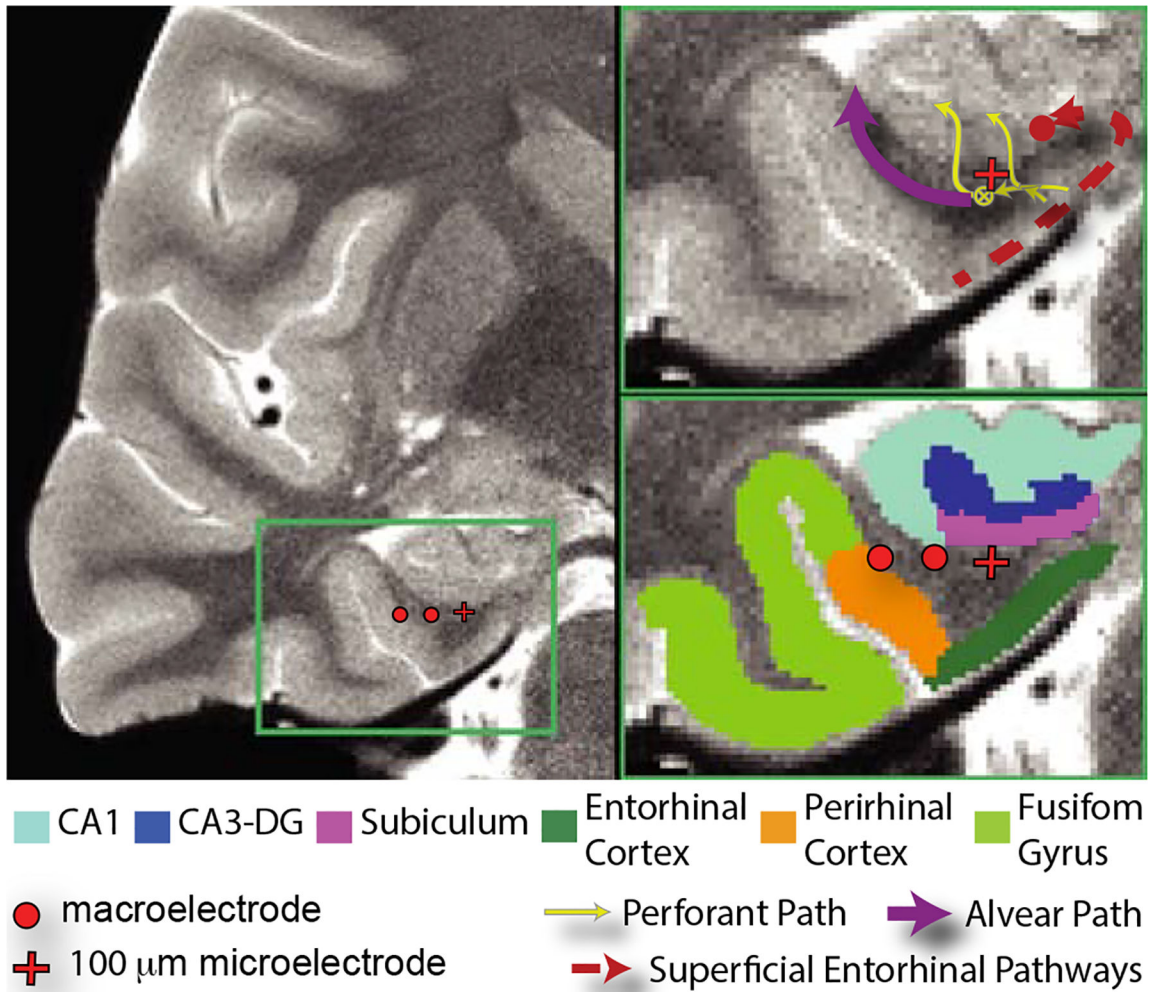 CA1 CA3-DG Subiculum Entorhinal Cortex Perirhinal Cortex Fusifom Gyrus
macroelectrode
Perforant Path Alvear Path
100 μm microelectrode
Superficial Entorhinal Pathways